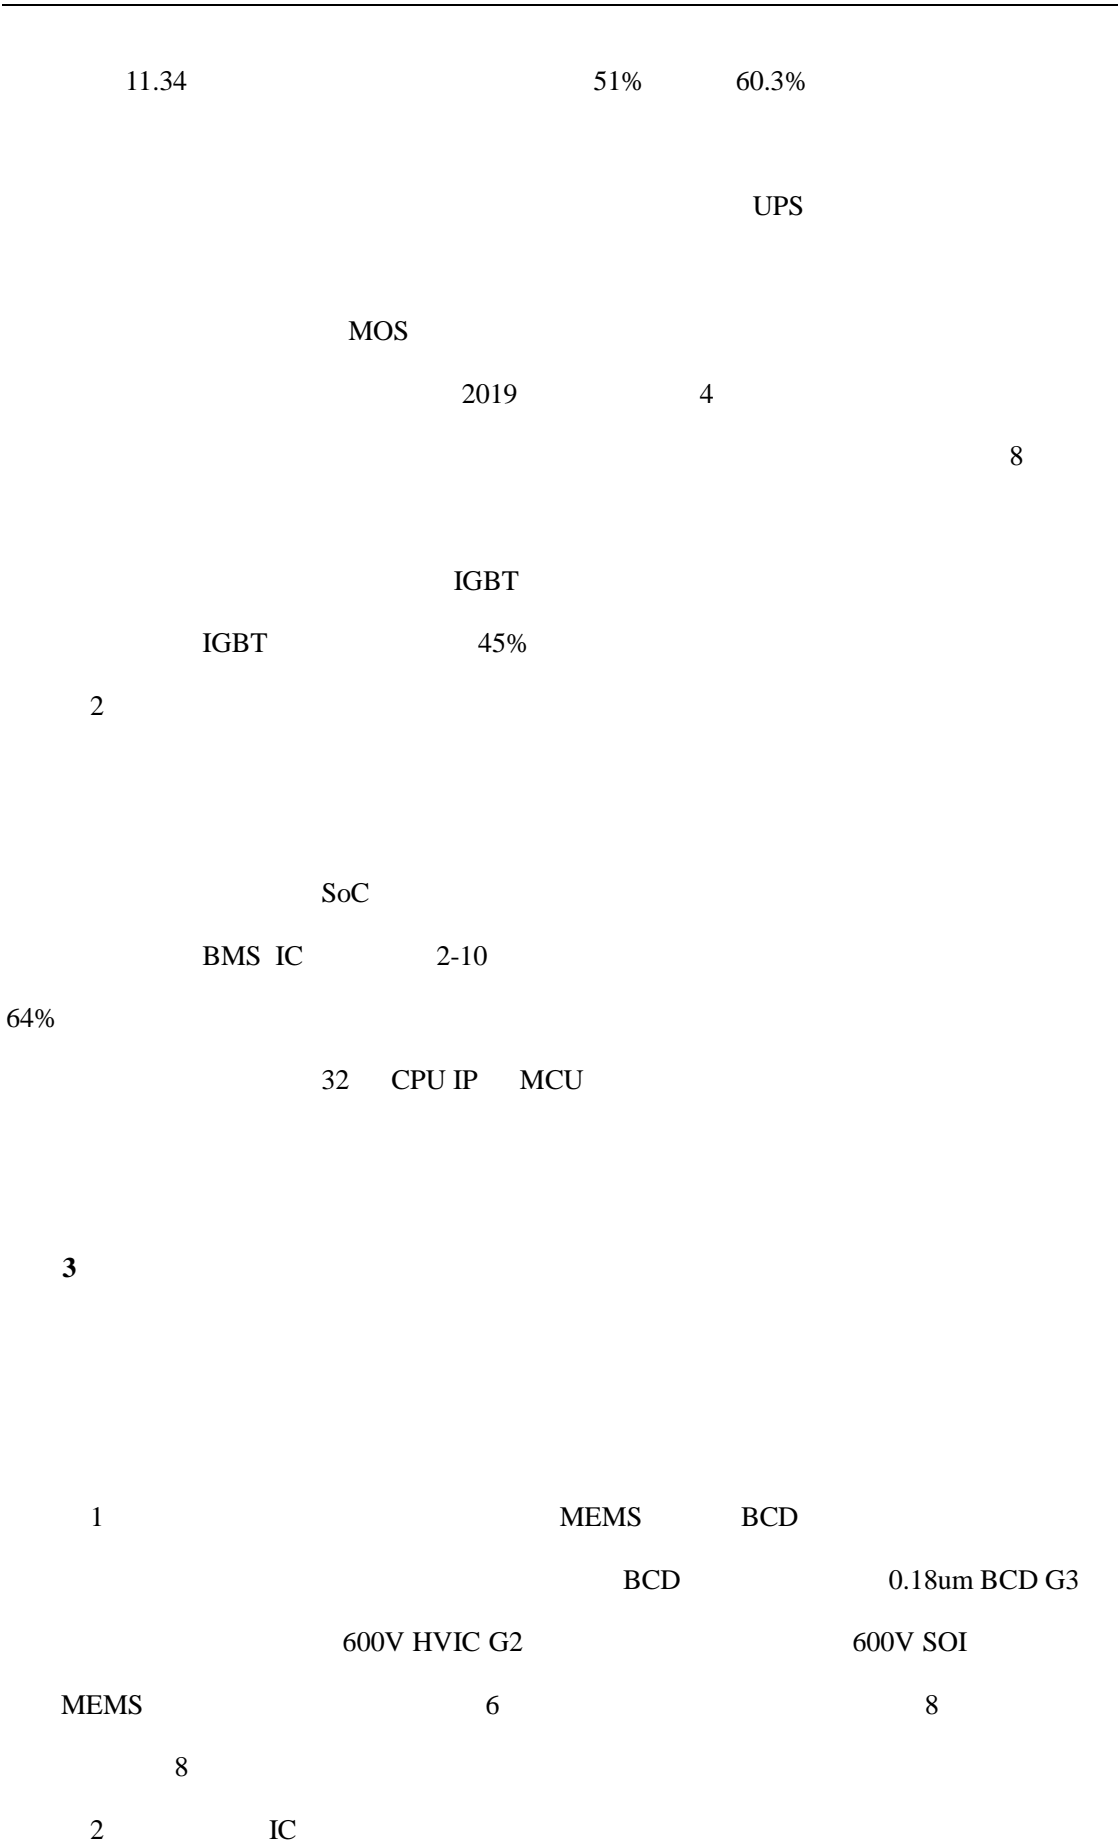 11.34 51% 60.3%
UPS
MOS
2019 4
8
IGBT
IGBT 45%
2
SoC
BMS IC 2-10
64%
32 CPU IP MCU
3
1 MEMS BCD
BCD 0.18um BCD G3
600V HVIC G2 600V SOI
MEMS 6 8
8
2 IC